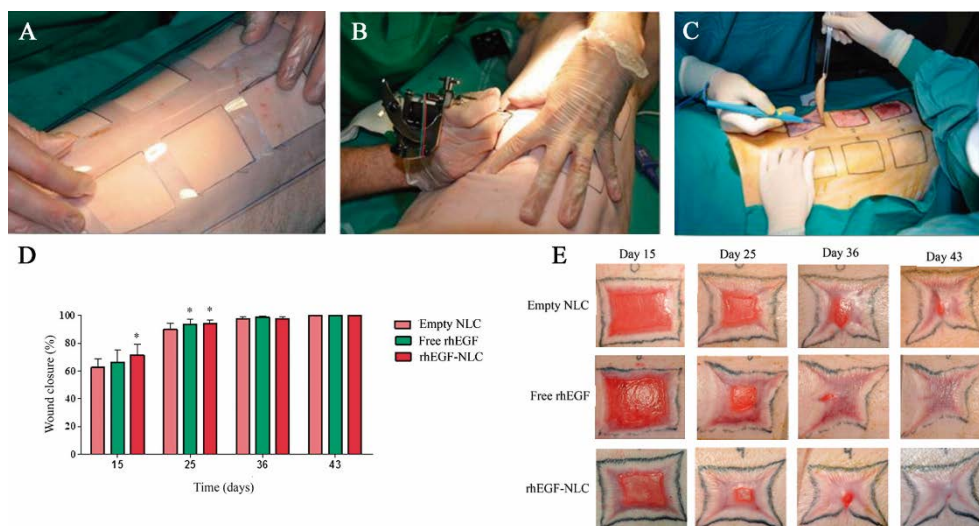 A
B
C
D
Wound closure (%)
100
80
60
40
20
0
*
* *
15 25 36 43
Time (days)
Empty NLC
Free rhEGF
rhEGF-NLC
E
Day 15 Day 25 Day 36 Day 43
Empty NLC
Free rhEGF
rhEGF-NLC